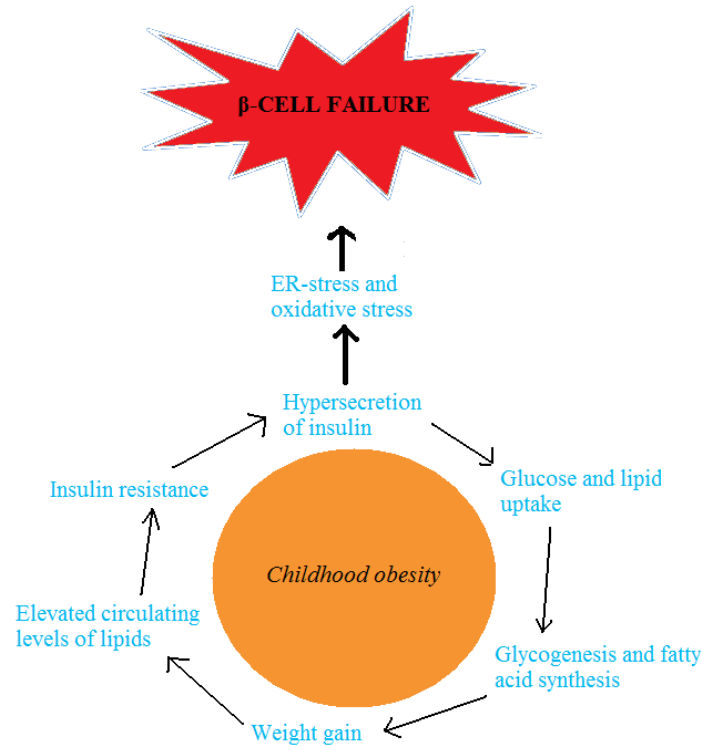 β-CELL FAILURE
ER-stress and
oxidative stress
Hypersecretion
of insulin
Glucose and lipid
uptake
Insulin resistance
Childhood obesity
Elevated circulating
levels of lipids
Glycogenesis and fatty
acid synthesis
Weight gain